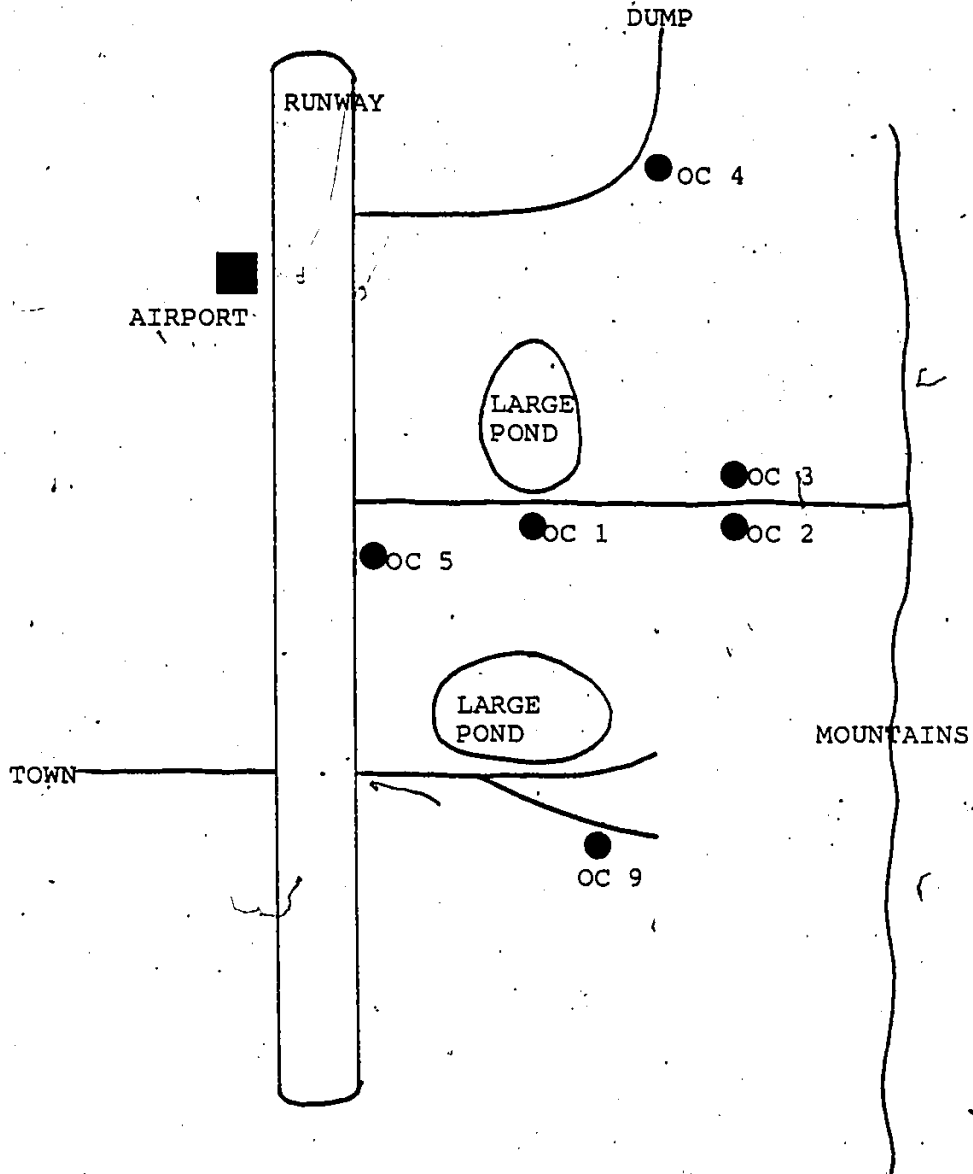 DUMP
RUNWAY
OC 4
AIRPORT
LARGE
POND
OC 3
OC 1
OC 2
OC 5
LARGE
POND
MOUNTAINS
TOWN
OC 9